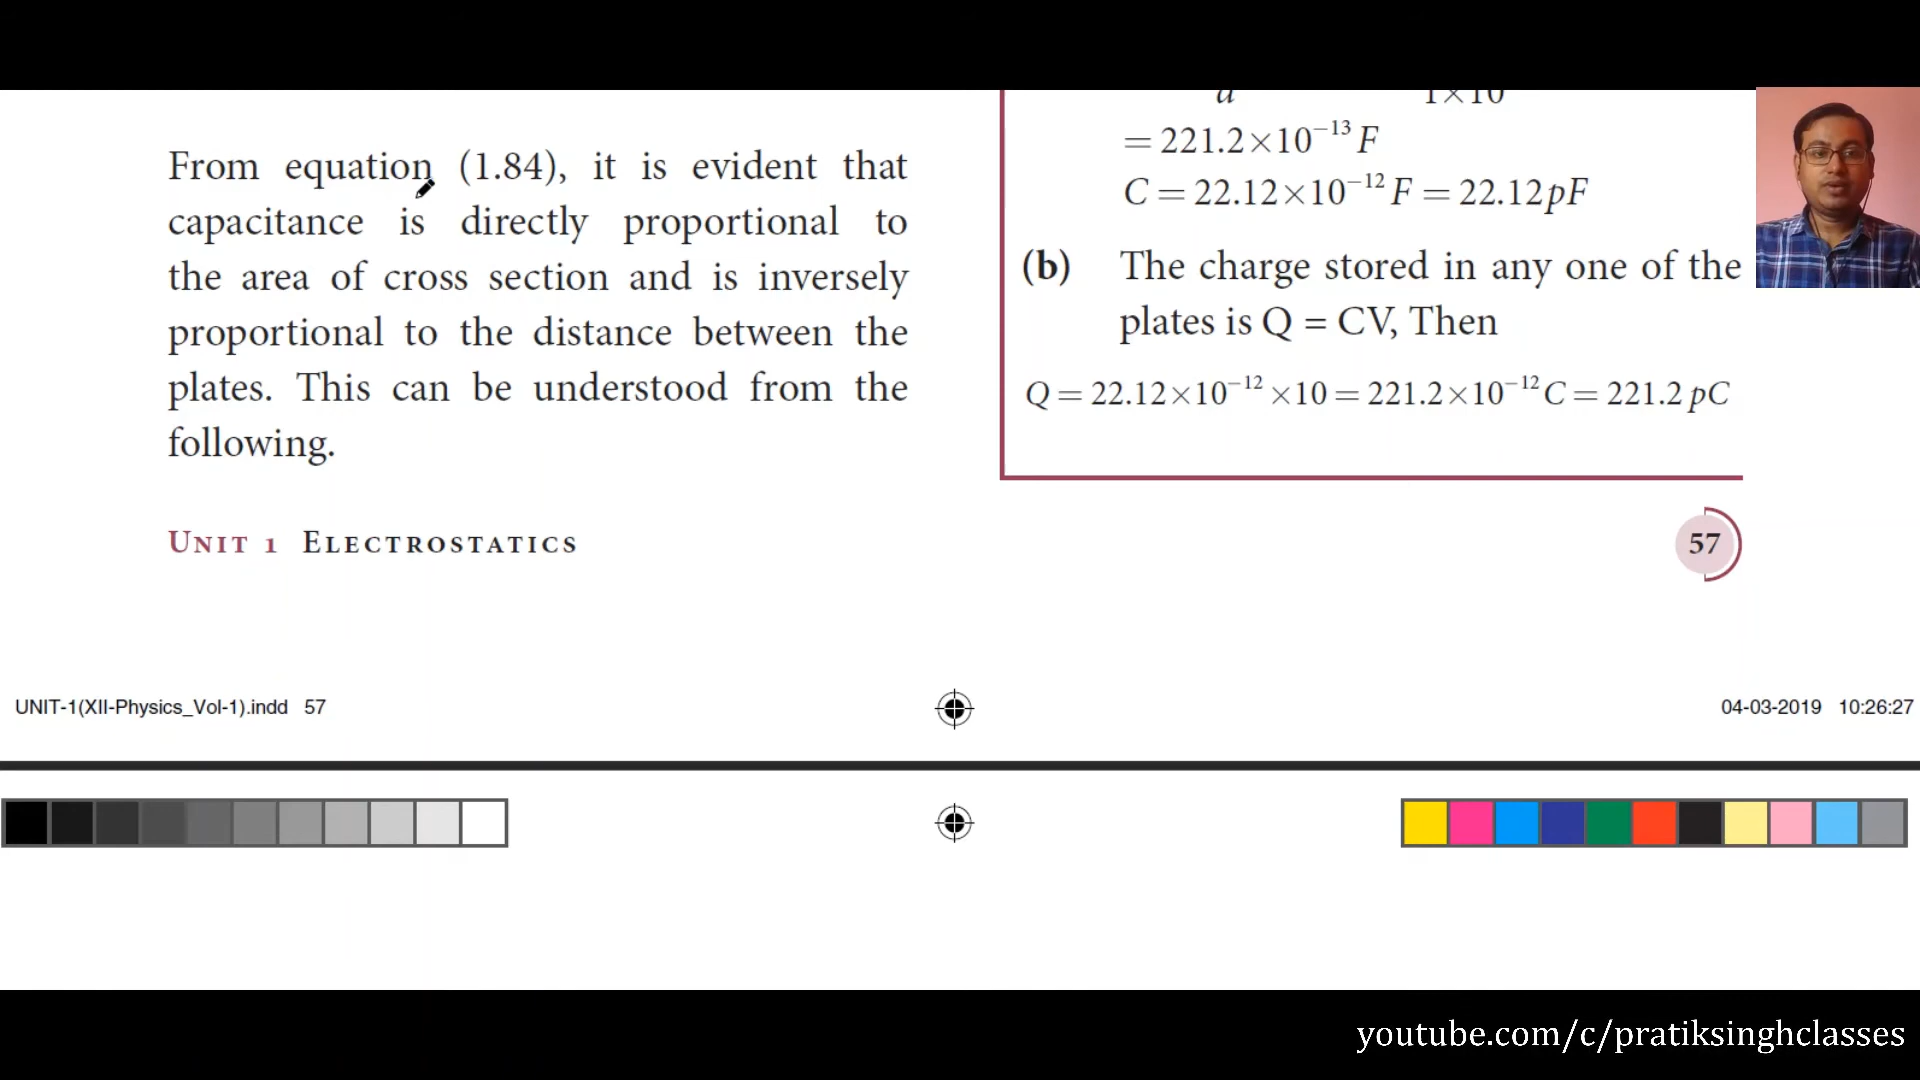 From equation (1.84), it is evident that
capacitance is directly proportional to
the area of cross section and is inversely
proportional to the distance between the
plates. This can be understood from the
following.
UNIT 1 ELECTROSTATICS
= 221.2×10⁻¹³ F
C = 22.12×10⁻¹² F = 22.12pF
(b) The charge stored in any one of the
plates is Q = CV, Then
Q = 22.12×10⁻¹² ×10 = 221.2×10⁻¹² C = 221.2 pC
57
UNIT-1(XII-Physics_Vol-1).indd 57
04-03-2019 10:26:27
youtube.com/c/pratiksinghclasses